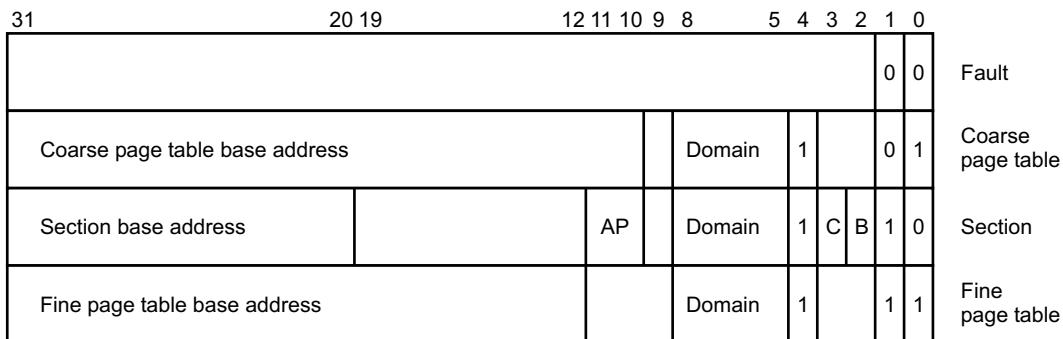 31 20 19 12 11 10 9 8 5 4 3 2 1 0
0 0 Fault
Coarse page table base address Domain 1 0 1 Coarse
page table
Section base address AP Domain 1 C B 1 0 Section
Fine page table base address Domain 1 1 1 Fine
page table